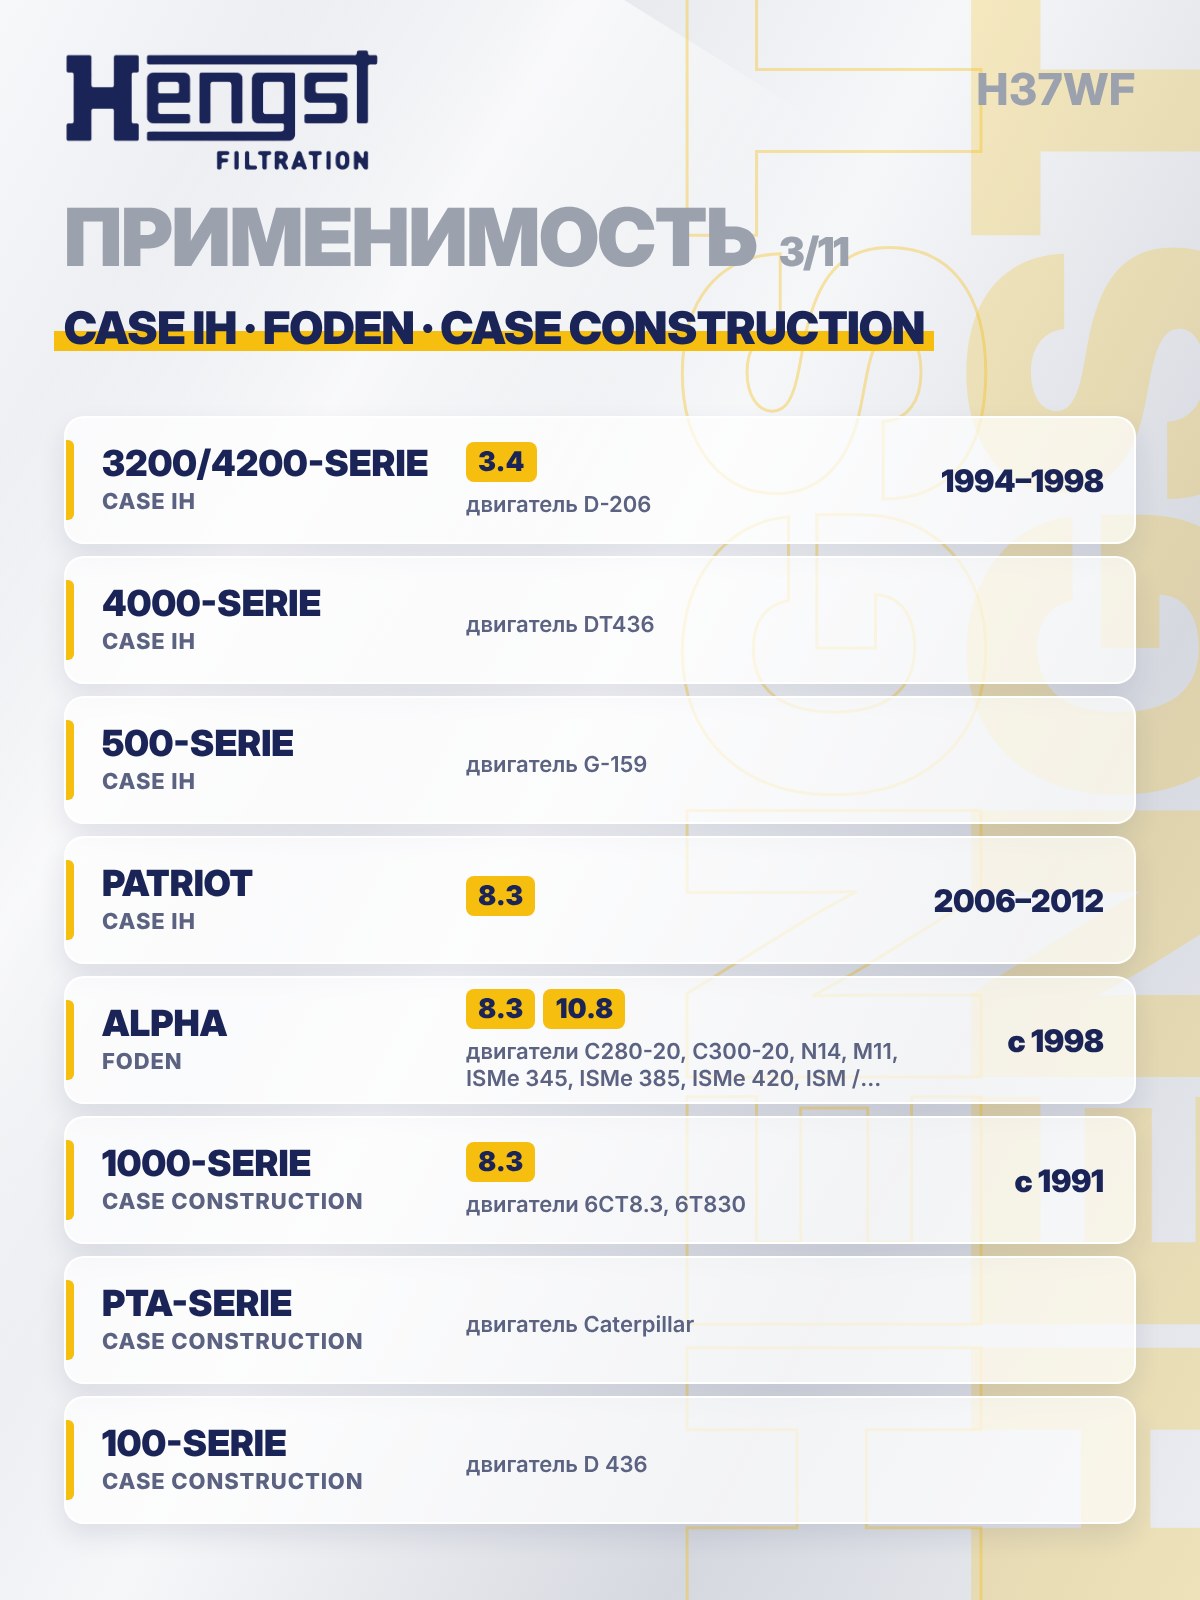 Hengst
FILTRATION
H37WF
ПРИМЕНИМОСТЬ 3/11
CASE IH · FODEN · CASE CONSTRUCTION
3200/4200-SERIE
CASE IH
3.4
двигатель D-206
1994–1998
4000-SERIE
CASE IH
двигатель DT436
500-SERIE
CASE IH
двигатель G-159
PATRIOT
CASE IH
8.3
2006–2012
ALPHA
FODEN
8.3 10.8
двигатели C280-20, C300-20, N14, M11,
ISMe 345, ISMe 385, ISMe 420, ISM /...
с 1998
1000-SERIE
CASE CONSTRUCTION
8.3
двигатели 6CT8.3, 6T830
с 1991
PTA-SERIE
CASE CONSTRUCTION
двигатель Caterpillar
100-SERIE
CASE CONSTRUCTION
двигатель D 436
HENGST
HENGST